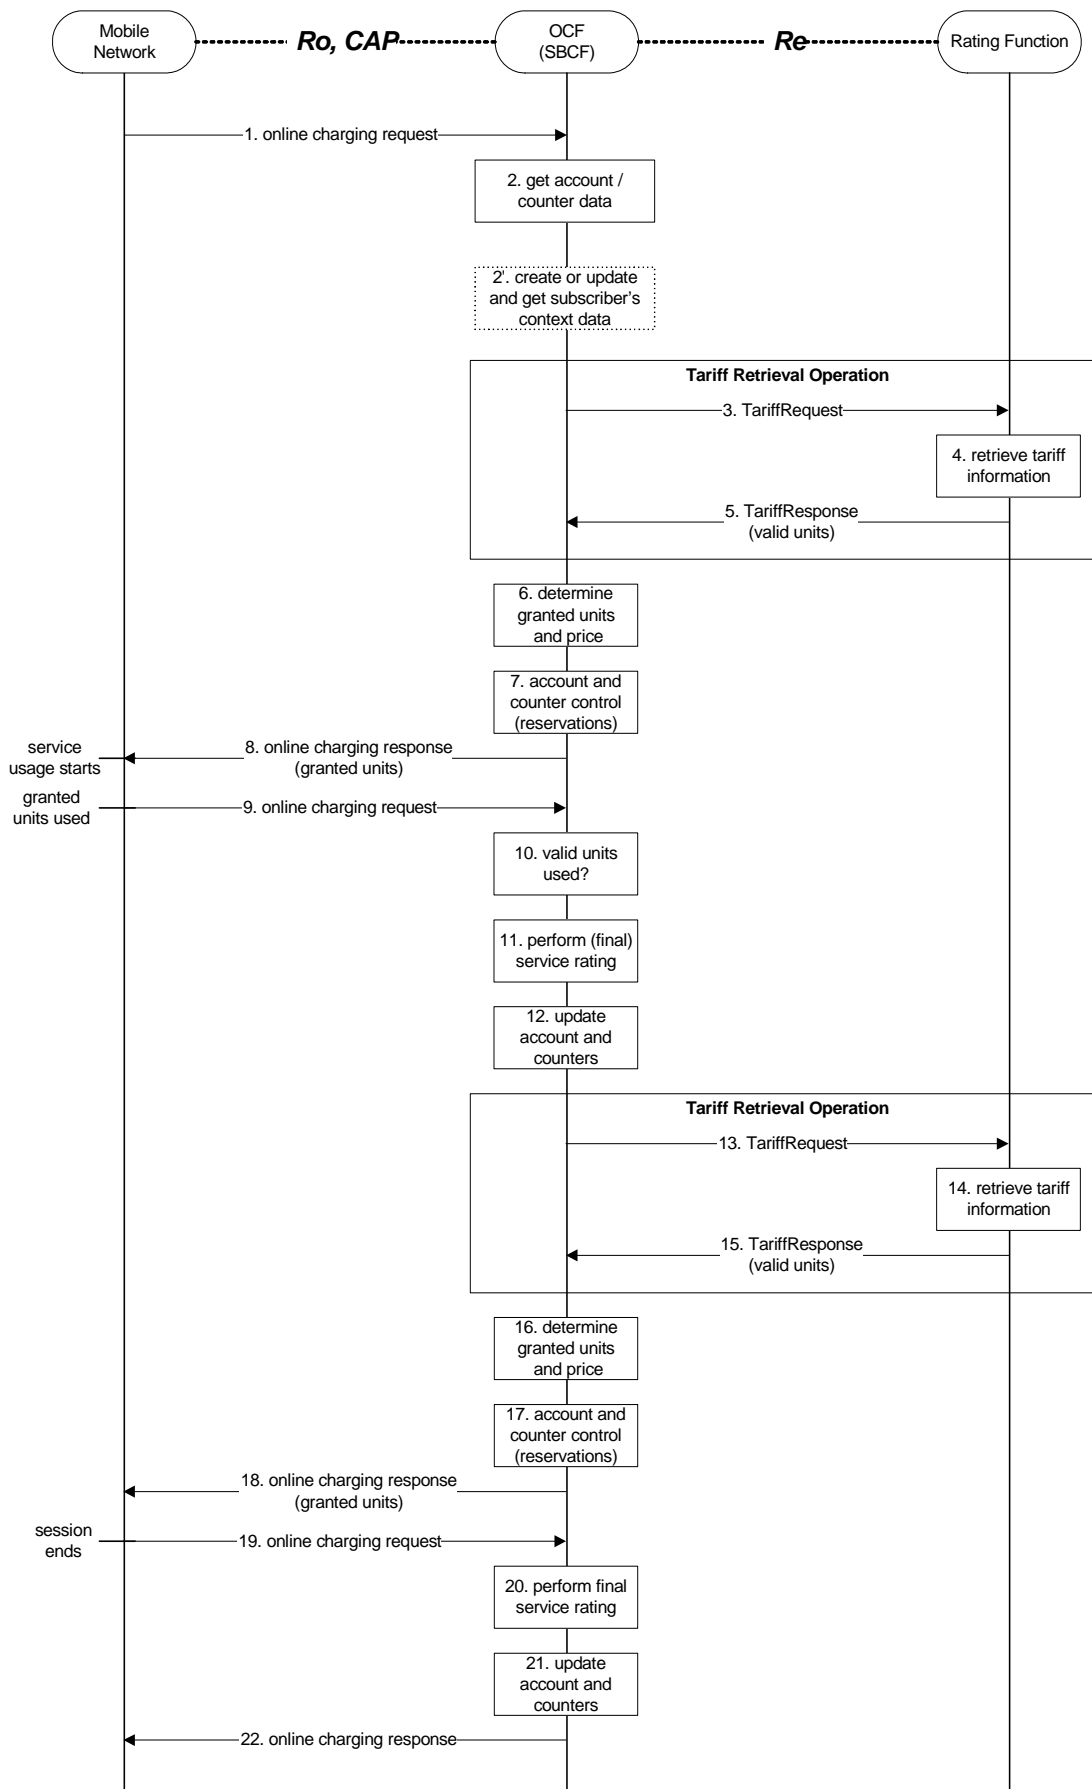 Mobile
Network
Ro, CAP
OCF
(SBCF)
Re
Rating Function
1. online charging request
2. get account /
counter data
2'. create or update
and get subscriber's
context data
Tariff Retrieval Operation
3. TariffRequest
4. retrieve tariff
information
5. TariffResponse
(valid units)
6. determine
granted units
and price
7. account and
counter control
(reservations)
service
usage starts
8. online charging response
(granted units)
granted
units used
9. online charging request
10. valid units
used?
11. perform (final)
service rating
12. update
account and
counters
Tariff Retrieval Operation
13. TariffRequest
14. retrieve tariff
information
15. TariffResponse
(valid units)
16. determine
granted units
and price
17. account and
counter control
(reservations)
18. online charging response
(granted units)
session
ends
19. online charging request
20. perform final
service rating
21. update
account and
counters
22. online charging response